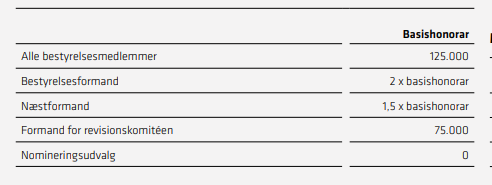 Basishonorar
Alle bestyrelsesmedlemmer 125.000
Bestyrelsesformand 2 x basishonorar
Næstformand 1,5 x basishonorar
Formand for revisionskomitéen 75.000
Nomineringsudvalg 0